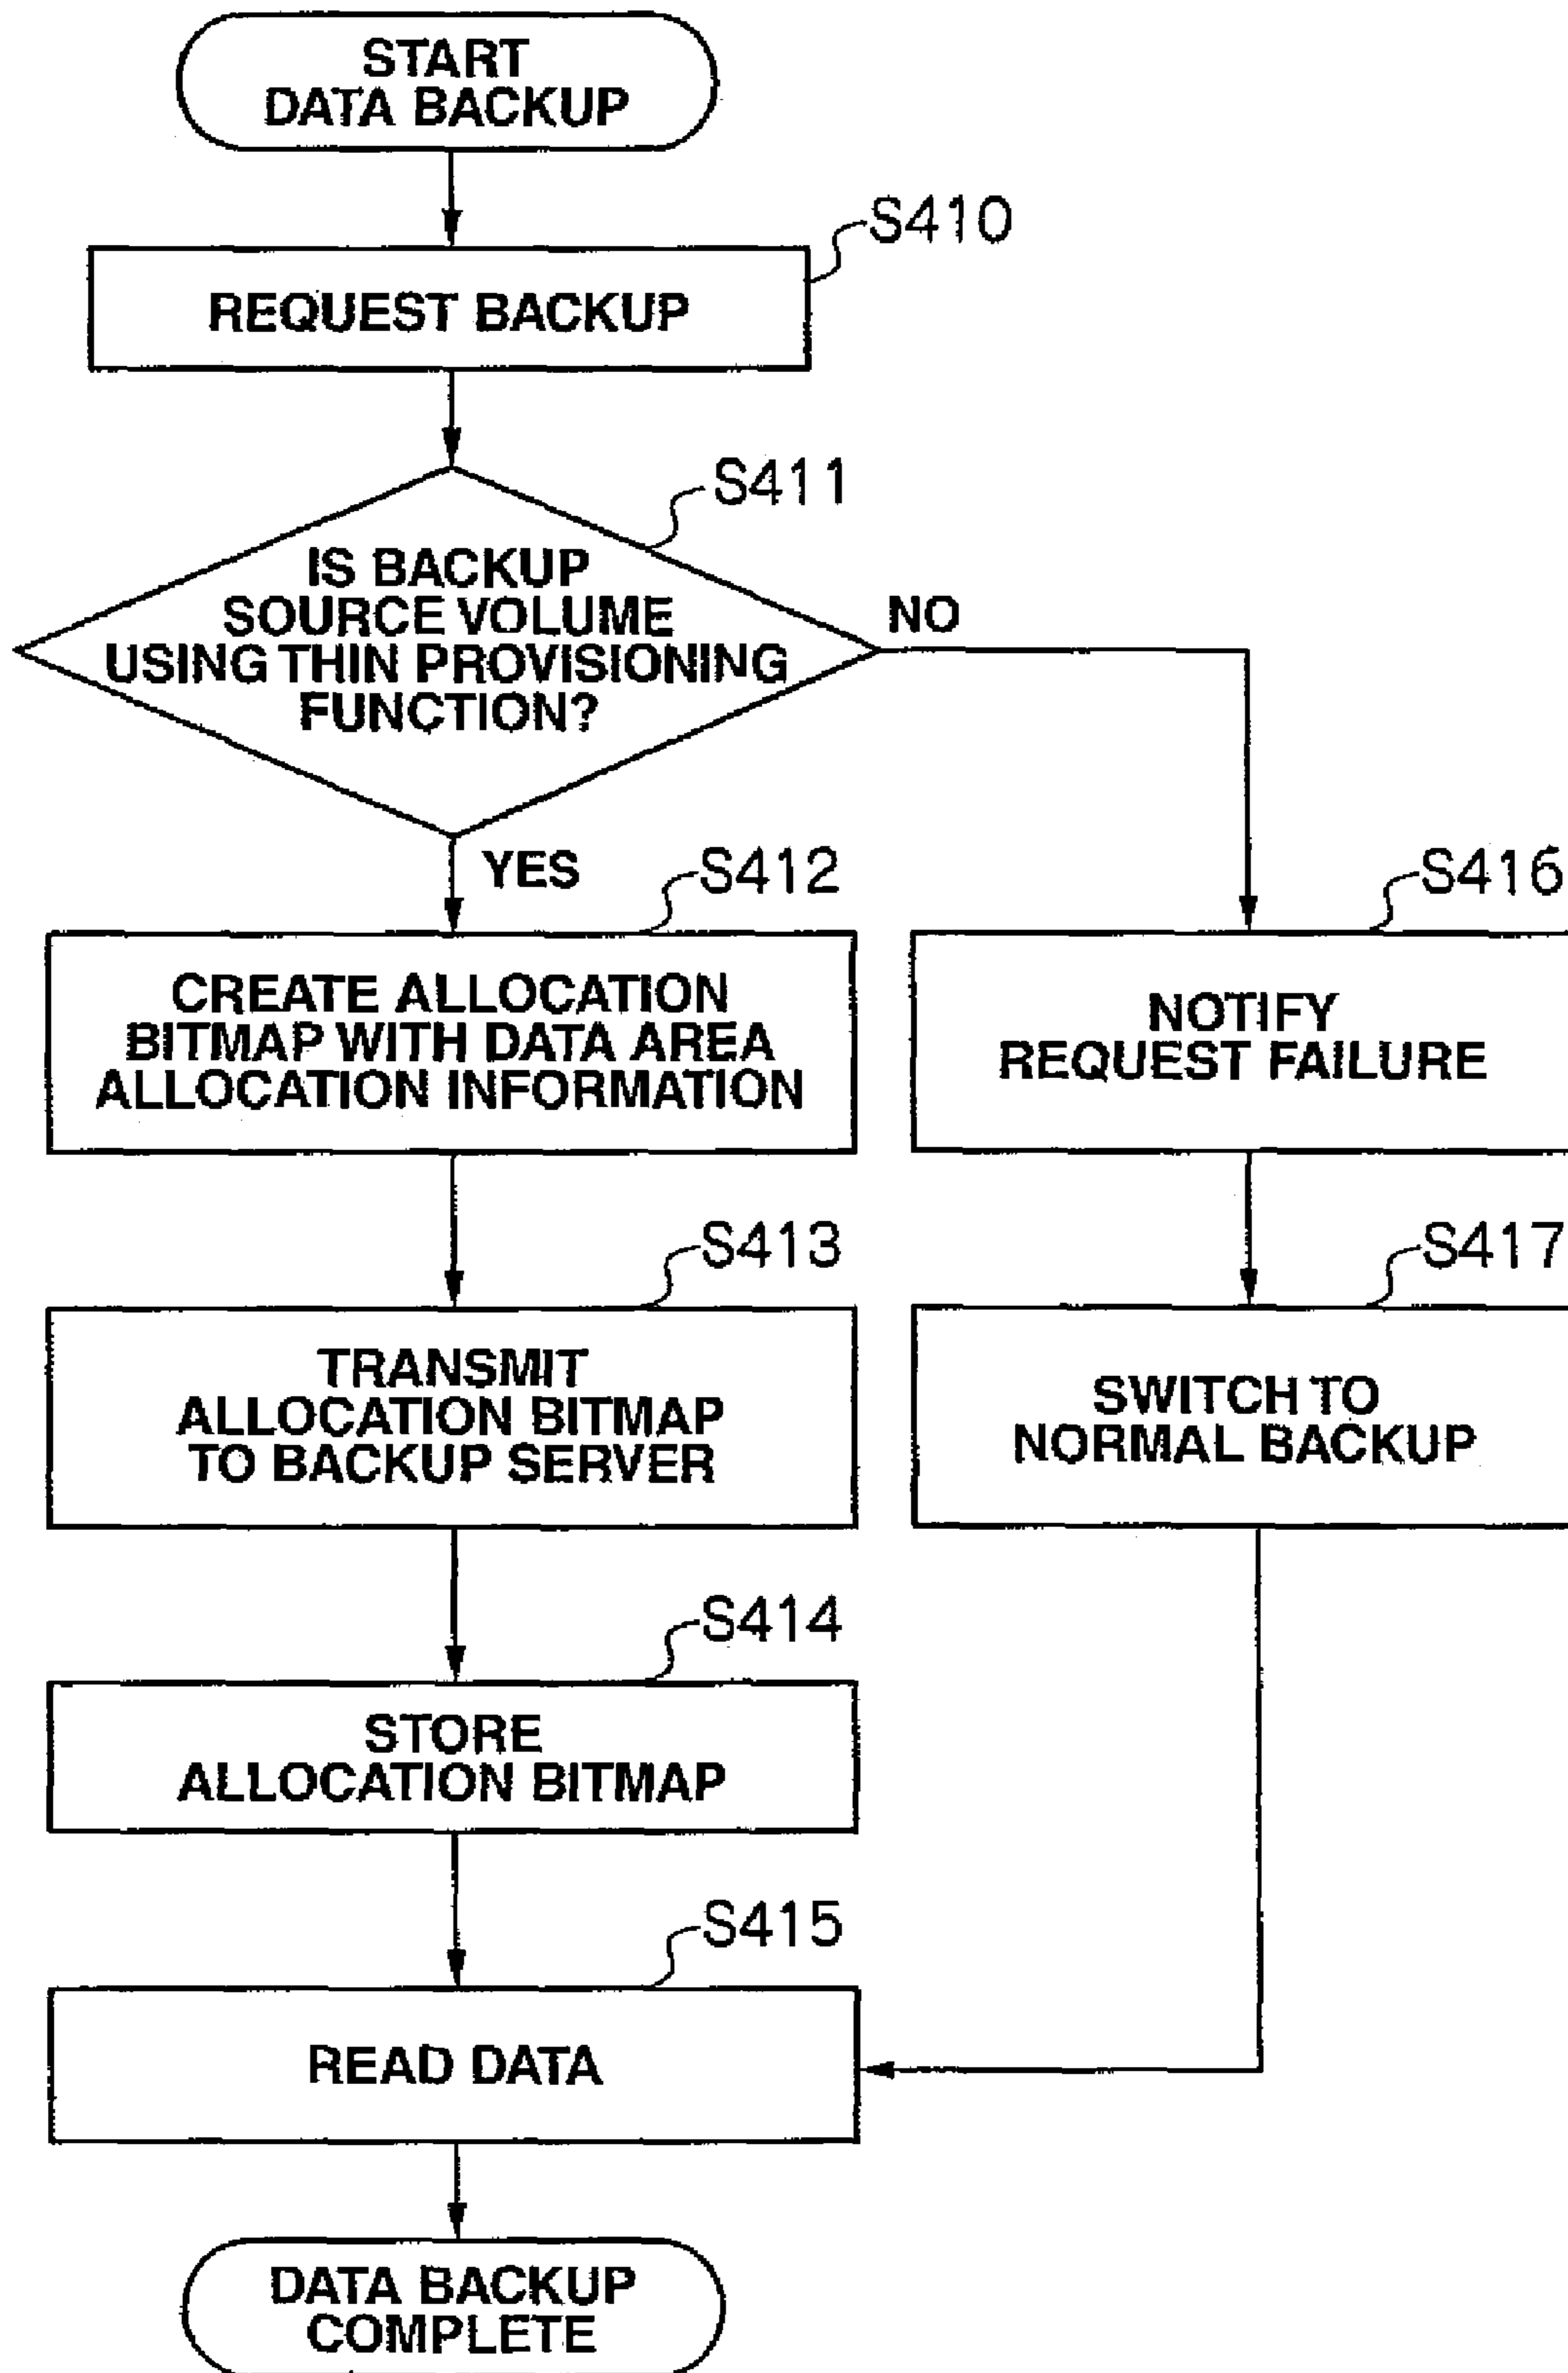 START
DATA BACKUP
S410
REQUEST BACKUP
S411
IS BACKUP
SOURCE VOLUME
USING THIN PROVISIONING
FUNCTION?
NO
YES
S412
CREATE ALLOCATION
BITMAP WITH DATA AREA
ALLOCATION INFORMATION
S416
NOTIFY
REQUEST FAILURE
S413
TRANSMIT
ALLOCATION BITMAP
TO BACKUP SERVER
S417
SWITCH TO
NORMAL BACKUP
S414
STORE
ALLOCATION BITMAP
S415
READ DATA
DATA BACKUP
COMPLETE